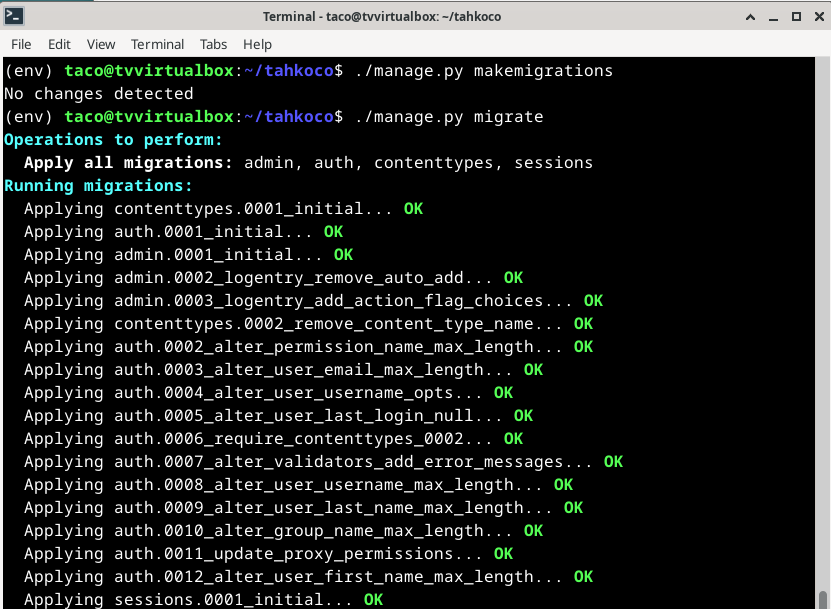 Terminal - taco@tvvirtualbox: ~/tahkoco
File Edit View Terminal Tabs Help
(env) taco@tvvirtualbox:~/tahkoco$ ./manage.py makemigrations
No changes detected
(env) taco@tvvirtualbox:~/tahkoco$ ./manage.py migrate
Operations to perform:
  Apply all migrations: admin, auth, contenttypes, sessions
Running migrations:
  Applying contenttypes.0001_initial... OK
  Applying auth.0001_initial... OK
  Applying admin.0001_initial... OK
  Applying admin.0002_logentry_remove_auto_add... OK
  Applying admin.0003_logentry_add_action_flag_choices... OK
  Applying contenttypes.0002_remove_content_type_name... OK
  Applying auth.0002_alter_permission_name_max_length... OK
  Applying auth.0003_alter_user_email_max_length... OK
  Applying auth.0004_alter_user_username_opts... OK
  Applying auth.0005_alter_user_last_login_null... OK
  Applying auth.0006_require_contenttypes_0002... OK
  Applying auth.0007_alter_validators_add_error_messages... OK
  Applying auth.0008_alter_user_username_max_length... OK
  Applying auth.0009_alter_user_last_name_max_length... OK
  Applying auth.0010_alter_group_name_max_length... OK
  Applying auth.0011_update_proxy_permissions... OK
  Applying auth.0012_alter_user_first_name_max_length... OK
  Applying sessions.0001_initial... OK